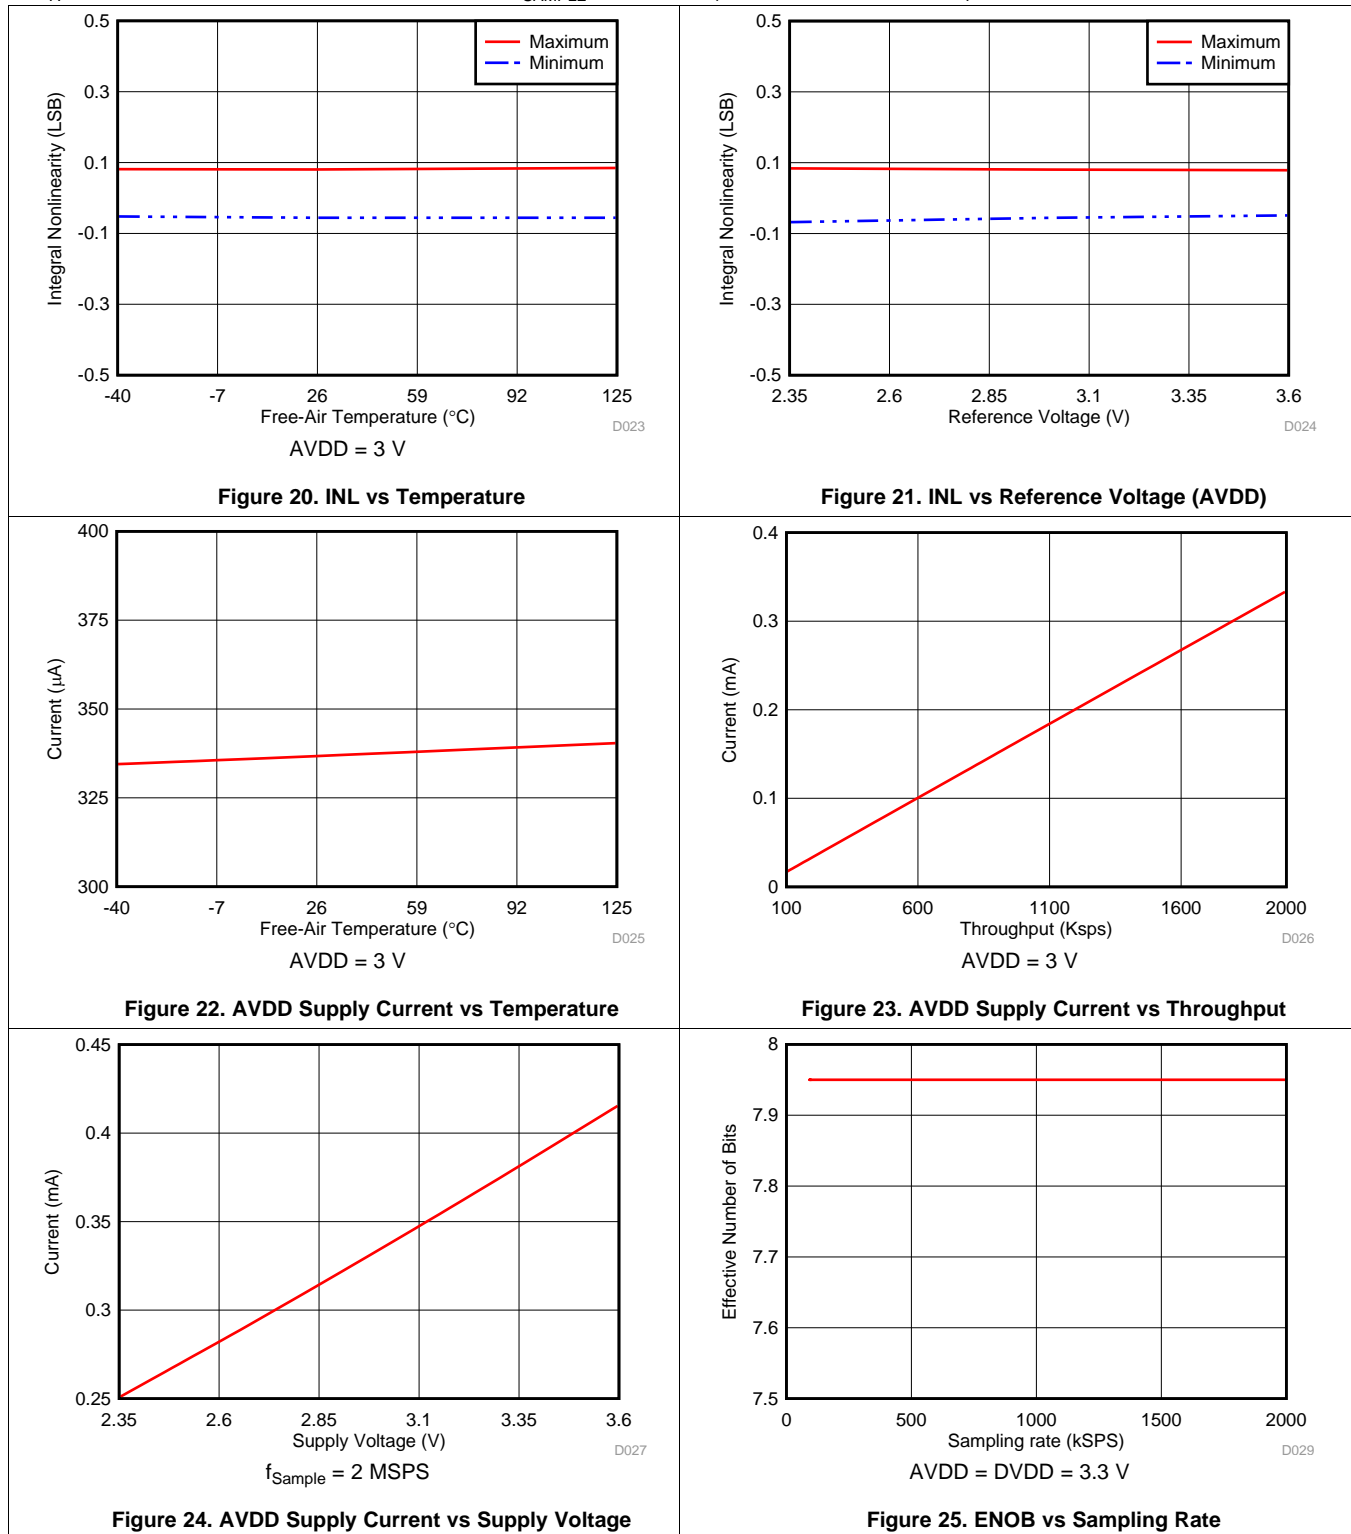 0.5
0.3
0.1
-0.1
-0.3
-0.5
Integral Nonlinearity (LSB)
Maximum
Minimum
-40 -7 26 59 92 125
Free-Air Temperature (°C)
D023
AVDD = 3 V
Figure 20. INL vs Temperature
0.5
0.3
0.1
-0.1
-0.3
-0.5
Integral Nonlinearity (LSB)
Maximum
Minimum
2.35 2.6 2.85 3.1 3.35 3.6
Reference Voltage (V)
D024
Figure 21. INL vs Reference Voltage (AVDD)
400
375
350
325
300
Current (µA)
-40 -7 26 59 92 125
Free-Air Temperature (°C)
D025
AVDD = 3 V
Figure 22. AVDD Supply Current vs Temperature
0.4
0.3
0.2
0.1
0
Current (mA)
100 600 1100 1600 2000
Throughput (Ksps)
D026
AVDD = 3 V
Figure 23. AVDD Supply Current vs Throughput
0.45
0.4
0.35
0.3
0.25
Current (mA)
2.35 2.6 2.85 3.1 3.35 3.6
Supply Voltage (V)
D027
fSample = 2 MSPS
Figure 24. AVDD Supply Current vs Supply Voltage
8
7.9
7.8
7.7
7.6
7.5
Effective Number of Bits
0 500 1000 1500 2000
Sampling rate (kSPS)
D029
AVDD = DVDD = 3.3 V
Figure 25. ENOB vs Sampling Rate